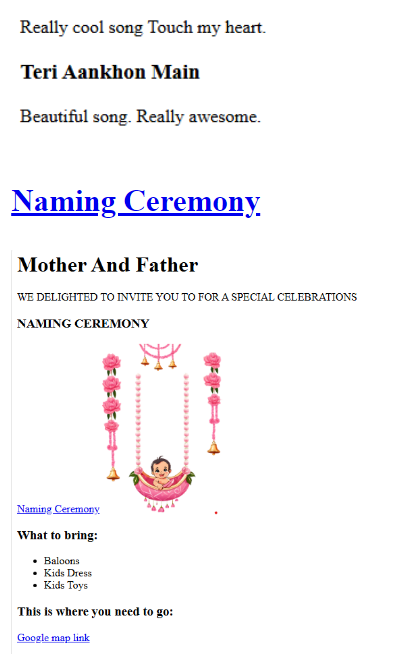 Really cool song Touch my heart.
Teri Aankhon Main
Beautiful song. Really awesome.
Naming Ceremony
Mother And Father
WE DELIGHTED TO INVITE YOU TO FOR A SPECIAL CELEBRATIONS
NAMING CEREMONY
Naming Ceremony
What to bring:
Baloons
Kids Dress
Kids Toys
This is where you need to go:
Google map link